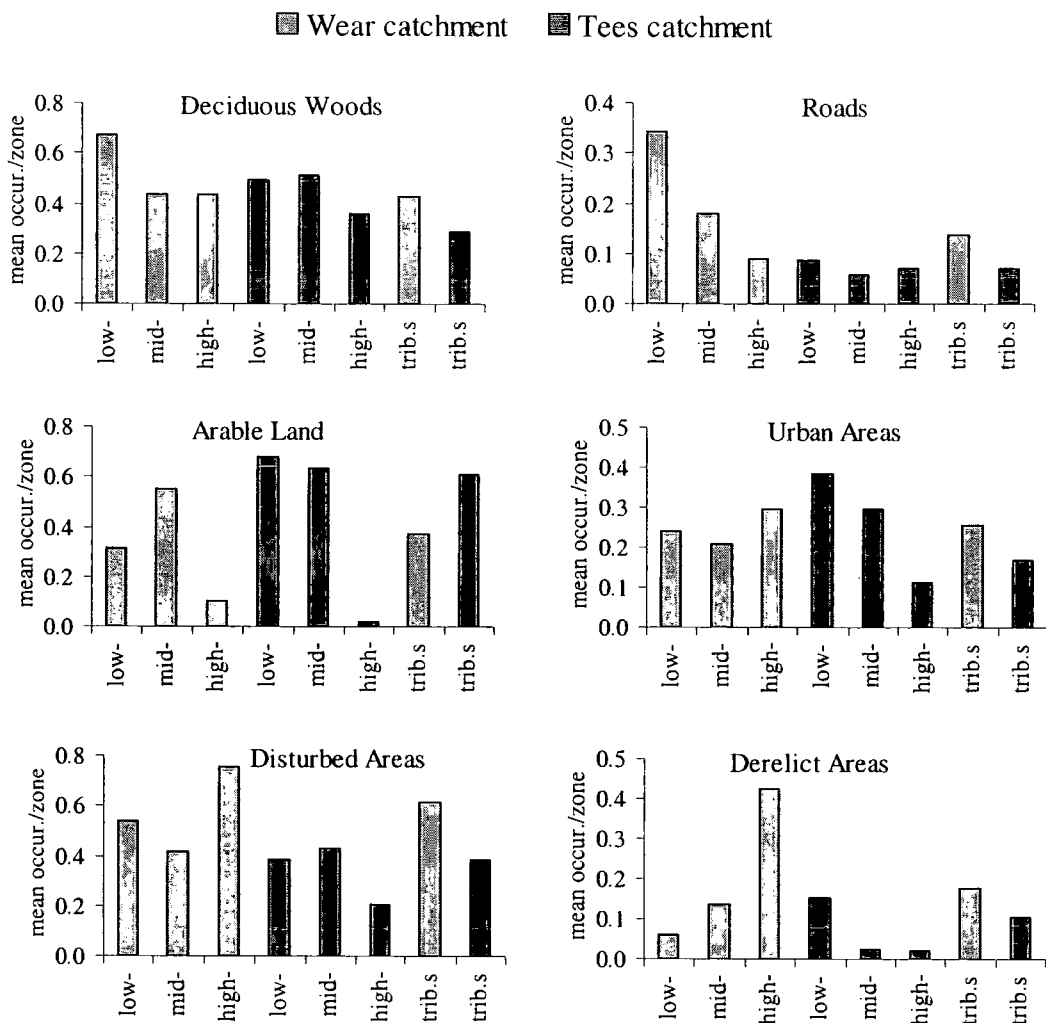 Wear catchment Tees catchment
Deciduous Woods
mean occur./zone
0.8
0.6
0.4
0.2
0.0
low- mid- high- low- mid- high- trib.s trib.s
Roads
mean occur./zone
0.4
0.3
0.2
0.1
0.0
low- mid- high- low- mid- high- trib.s trib.s
Arable Land
mean occur./zone
0.8
0.6
0.4
0.2
0.0
low- mid- high- low- mid- high- trib.s trib.s
Urban Areas
mean occur./zone
0.5
0.4
0.3
0.2
0.1
0.0
low- mid- high- low- mid- high- trib.s trib.s
Disturbed Areas
mean occur./zone
0.8
0.6
0.4
0.2
0.0
low- mid- high- low- mid- high- trib.s trib.s
Derelict Areas
mean occur./zone
0.5
0.4
0.3
0.2
0.1
0.0
low- mid- high- low- mid- high- trib.s trib.s